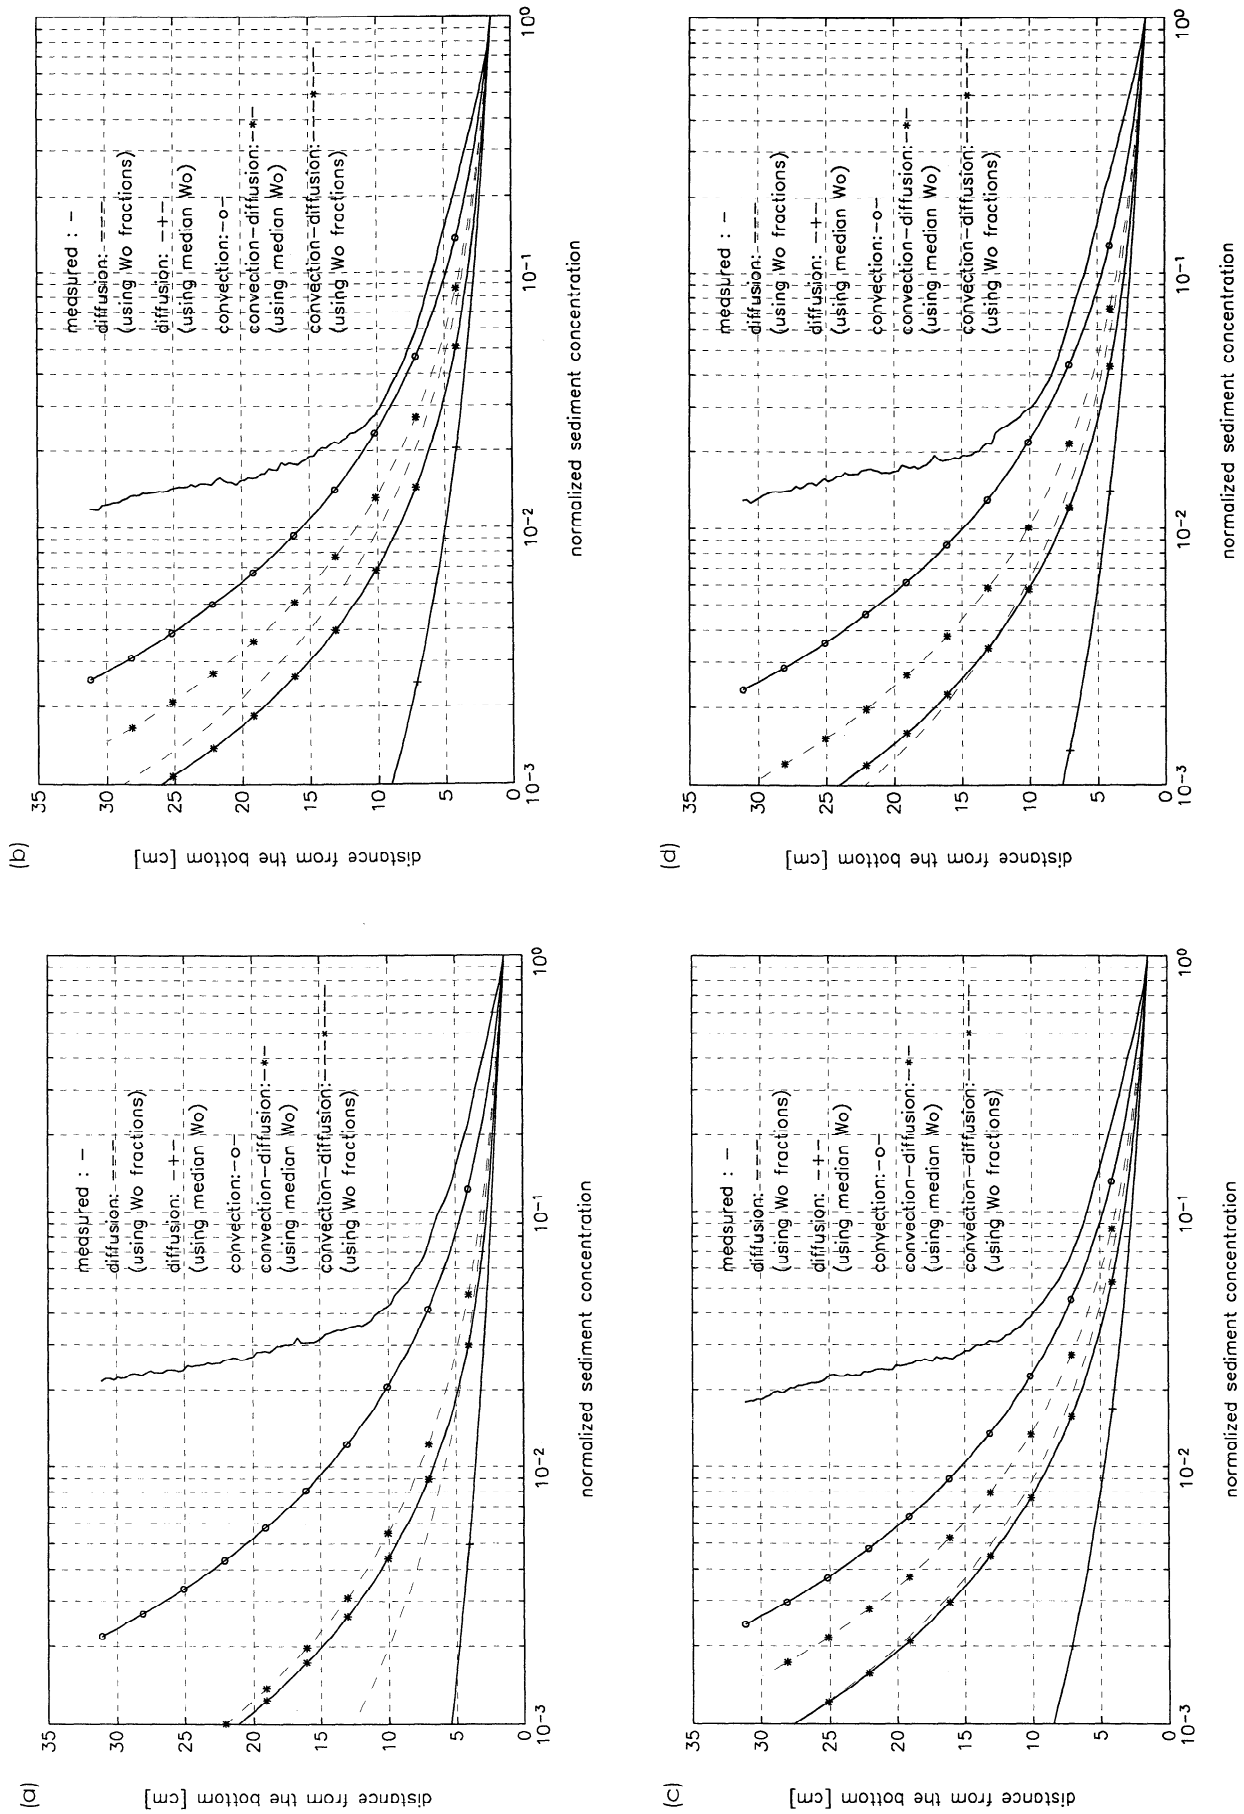 (a)
distance from the bottom [cm]
35
30
25
20
15
10
5
0
measured : -
diffusion: ---
(using Wo fractions)
diffusion: -+-
(using median Wo)
convection:-o-
convection-diffusion:-*-
(using median Wo)
convection-diffusion:---*---
(using Wo fractions)
10⁻³
10⁻²
10⁻¹
10⁰
normalized sediment concentration
(b)
distance from the bottom [cm]
35
30
25
20
15
10
5
0
measured : -
diffusion: ---
(using Wo fractions)
diffusion: -+-
(using median Wo)
convection:-o-
convection-diffusion:-*-
(using median Wo)
convection-diffusion:---*---
(using Wo fractions)
10⁻³
10⁻²
10⁻¹
10⁰
normalized sediment concentration
(c)
distance from the bottom [cm]
35
30
25
20
15
10
5
0
measured : -
diffusion: ---
(using Wo fractions)
diffusion: -+-
(using median Wo)
convection:-o-
convection-diffusion:-*-
(using median Wo)
convection-diffusion:---*---
(using Wo fractions)
10⁻³
10⁻²
10⁻¹
10⁰
normalized sediment concentration
(d)
distance from the bottom [cm]
35
30
25
20
15
10
5
0
measured : -
diffusion: ---
(using Wo fractions)
diffusion: -+-
(using median Wo)
convection:-o-
convection-diffusion:-*-
(using median Wo)
convection-diffusion:---*---
(using Wo fractions)
10⁻³
10⁻²
10⁻¹
10⁰
normalized sediment concentration